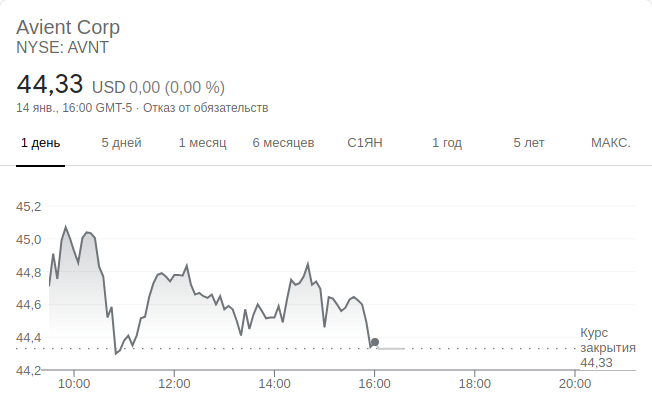 Avient Corp
NYSE: AVNT
44,33 USD 0,00 (0,00 %)
14 янв., 16:00 GMT-5 · Отказ от обязательств
1 день 5 дней 1 месяц 6 месяцев С1ЯН 1 год 5 лет МАКС.
45,2
45,0
44,8
44,6
44,4
Курс
закрытия
44,33
44,2
10:00 12:00 14:00 16:00 18:00 20:00